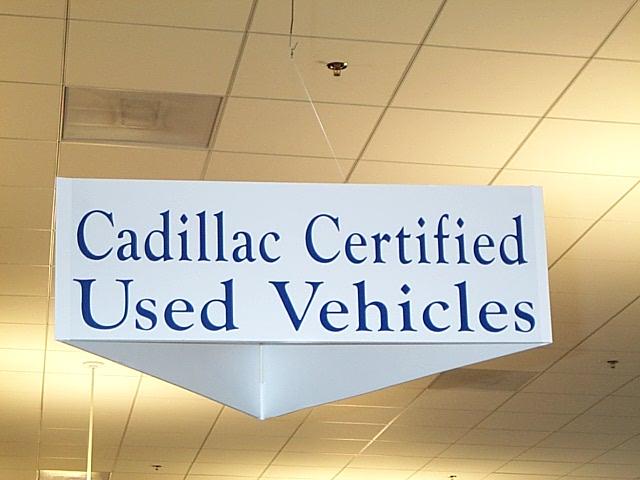 Cadillac Certified
Used Vehicles